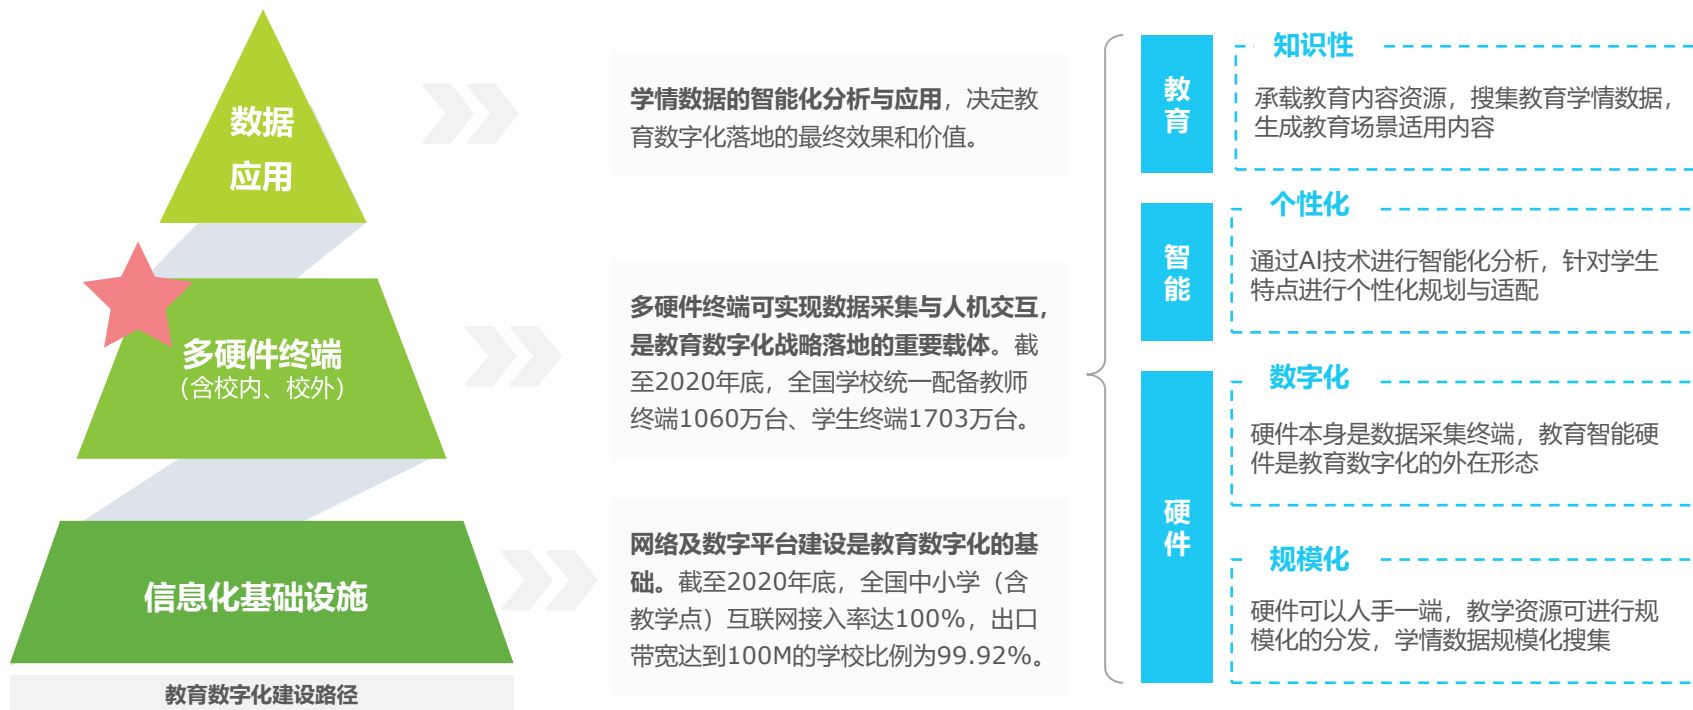 数据
应用
学情数据的智能化分析与应用，决定教
育数字化落地的最终效果和价值。
多硬件终端
（含校内、校外）
多硬件终端可实现数据采集与人机交互，
是教育数字化战略落地的重要载体。截
至2020年底，全国学校统一配备教师
终端1060万台、学生终端1703万台。
信息化基础设施
网络及数字平台建设是教育数字化的基
础。截至2020年底，全国中小学（含
教学点）互联网接入率达100%，出口
带宽达到100M的学校比例为99.92%。
教育数字化建设路径
教育
知识性
承载教育内容资源，搜集教育学情数据，
生成教育场景适用内容
智能
个性化
通过AI技术进行智能化分析，针对学生
特点进行个性化规划与适配
硬件
数字化
硬件本身是数据采集终端，教育智能硬
件是教育数字化的外在形态
规模化
硬件可以人手一端，教学资源可进行规
模化的分发，学情数据规模化搜集